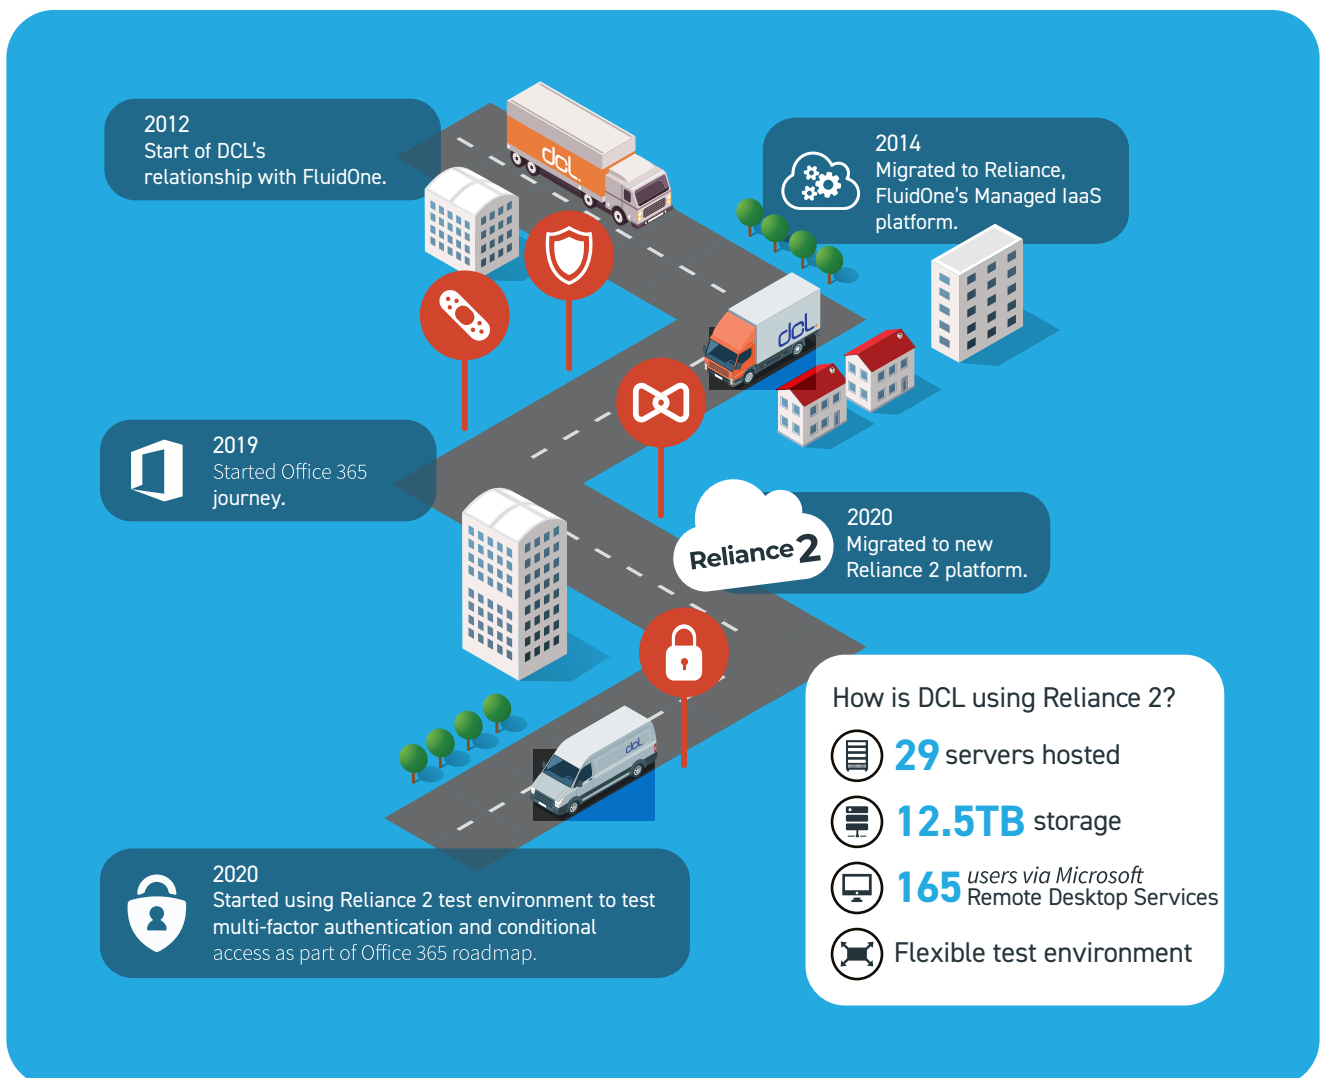 2012
Start of DCL's
relationship with FluidOne.
dcl.
2014
Migrated to Reliance,
FluidOne's Managed IaaS
platform.
dcl.
2019
Started Office 365
journey.
Reliance 2
2020
Migrated to new
Reliance 2 platform.
dcl
2020
Started using Reliance 2 test environment to test
multi-factor authentication and conditional
access as part of Office 365 roadmap.
How is DCL using Reliance 2?
29 servers hosted
12.5TB storage
165 users via Microsoft
Remote Desktop Services
Flexible test environment